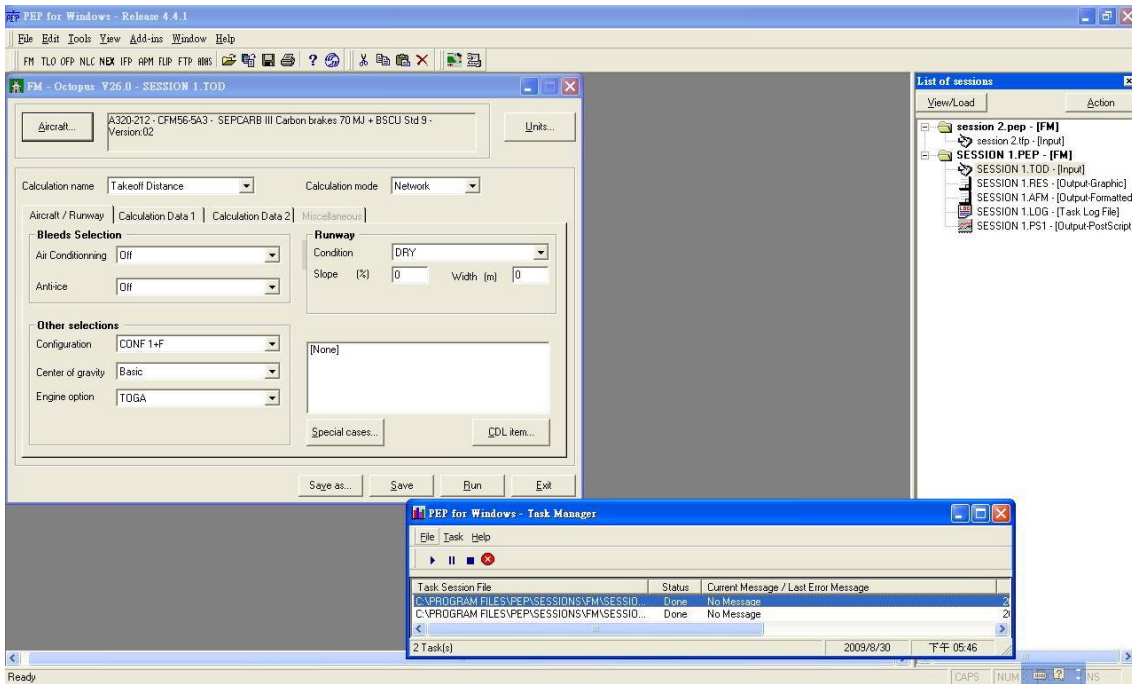 PEP for Windows - Release 4.4.1
File Edit Tools View Add-ins Window Help
FM TLO OFP NLC NEX IFP APM FLIP FTP
FM - Octopus V26.0 - SESSION 1.TOD
Aircraft...
A320-212 - CFM56-5A3 - SEPCARB III Carbon brakes 70 MJ + BSCU Std 9 -
Version:02
Units...
Calculation name Takeoff Distance Calculation mode Network
Aircraft / Runway Calculation Data 1 Calculation Data 2 Miscellaneous
Bleeds Selection
Air Conditionning Off
Anti-ice Off
Runway
Condition DRY
Slope (%) 0 Width (m) 0
Other selections
Configuration CONF 1+F
Center of gravity Basic
Engine option TOGA
[None]
Special cases... CDL item...
Save as... Save Run Exit
List of sessions
View/Load Action
session 2.pep - [FM]
session 2.tfp - [Input]
SESSION 1.PEP - [FM]
SESSION 1.TOD - [Input]
SESSION 1.RES - [Output-Graphic]
SESSION 1.AFM - [Output-Formatted
SESSION 1.LOG - [Task Log File]
SESSION 1.PS1 - [Output-PostScript
PEP for Windows - Task Manager
File Task Help
Task Session File Status Current Message / Last Error Message
C:\PROGRAM FILES\PEP\SESSIONS\FM\SESSIO... Done No Message 2
C:\PROGRAM FILES\PEP\SESSIONS\FM\SESSIO... Done No Message 2
2 Task(s) 2009/8/30 下午 05:46
Ready CAPS NUM